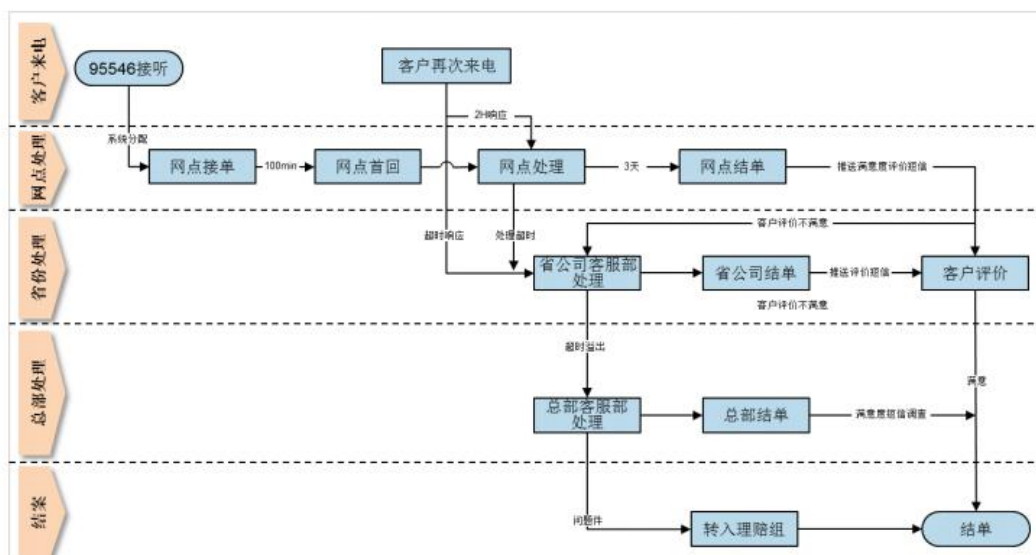 客户来电
95546接听
客户再次来电
2H响应
系统分配
网点处理
网点接单
100min
网点首回
网点处理
3天
网点结单
推送满意度评价短信
客户评价不满意
超时响应
处理超时
省份处理
省公司客服部
处理
省公司结单
推送评价短信
客户评价
客户评价不满意
超时溢出
满意
总部处理
总部客服部
处理
总部结单
满意度短信调查
结案
问题件
转入理赔组
结单